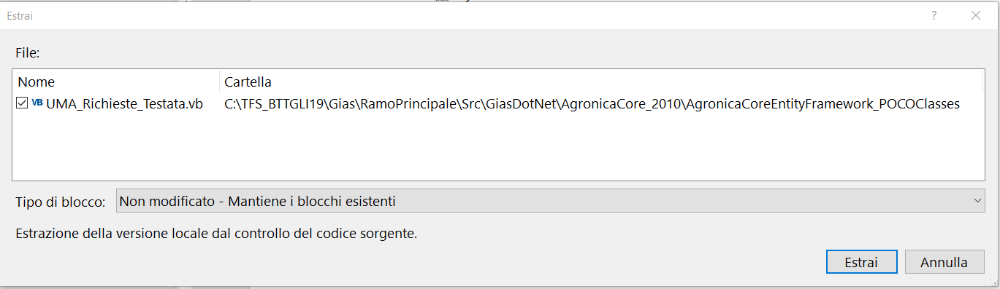 Estrai
File:
Nome Cartella
VB UMA_Richieste_Testata.vb C:\TFS_BTTGLI19\Gias\RamoPrincipale\Src\GiasDotNet\AgronicaCore_2010\AgronicaCoreEntityFramework_POCOClasses
Tipo di blocco: Non modificato - Mantiene i blocchi esistenti
Estrazione della versione locale dal controllo del codice sorgente.
Estrai Annulla